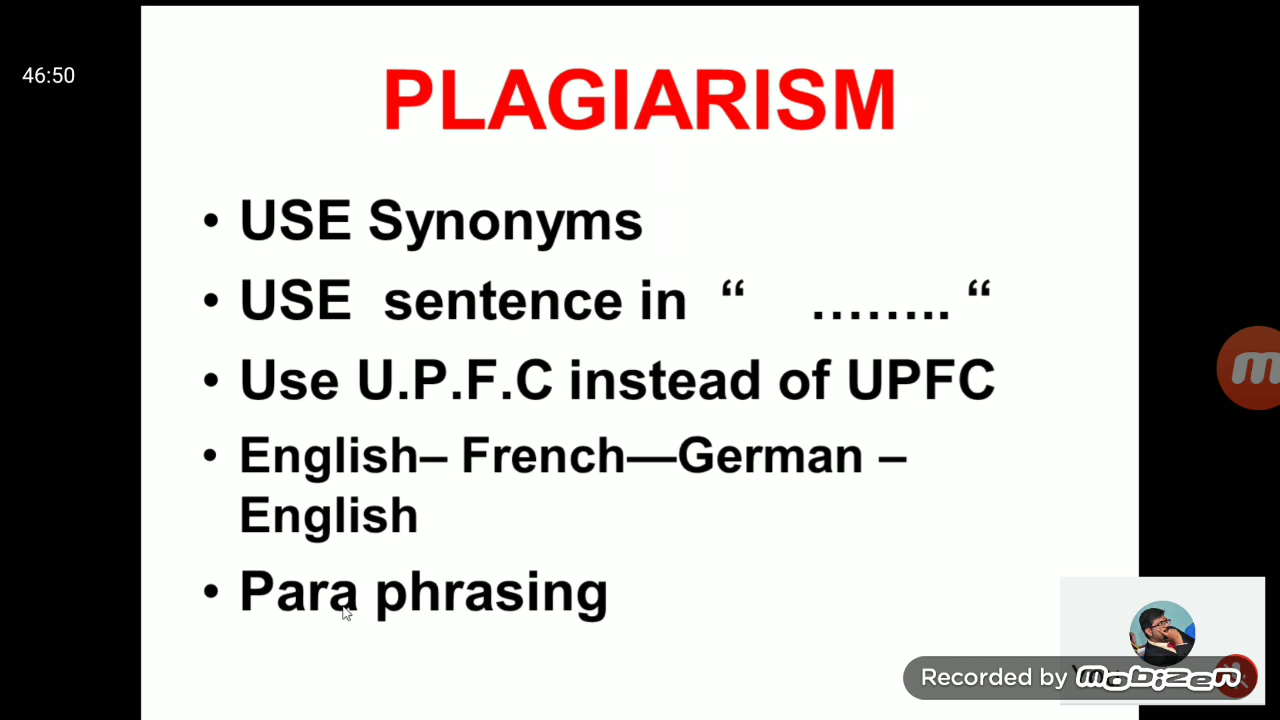 46:50
PLAGIARISM
• USE Synonyms
• USE sentence in “ …….. “
• Use U.P.F.C instead of UPFC
• English– French—German –
English
• Para phrasing
Recorded by mobizen